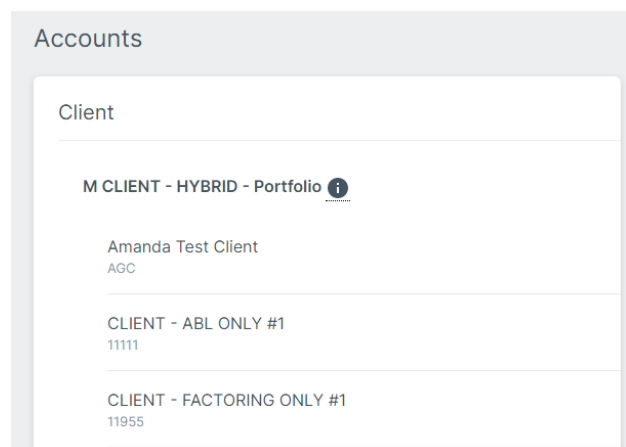 Accounts
Client
M CLIENT - HYBRID - Portfolio
Amanda Test Client
AGC
CLIENT - ABL ONLY #1
11111
CLIENT - FACTORING ONLY #1
11955